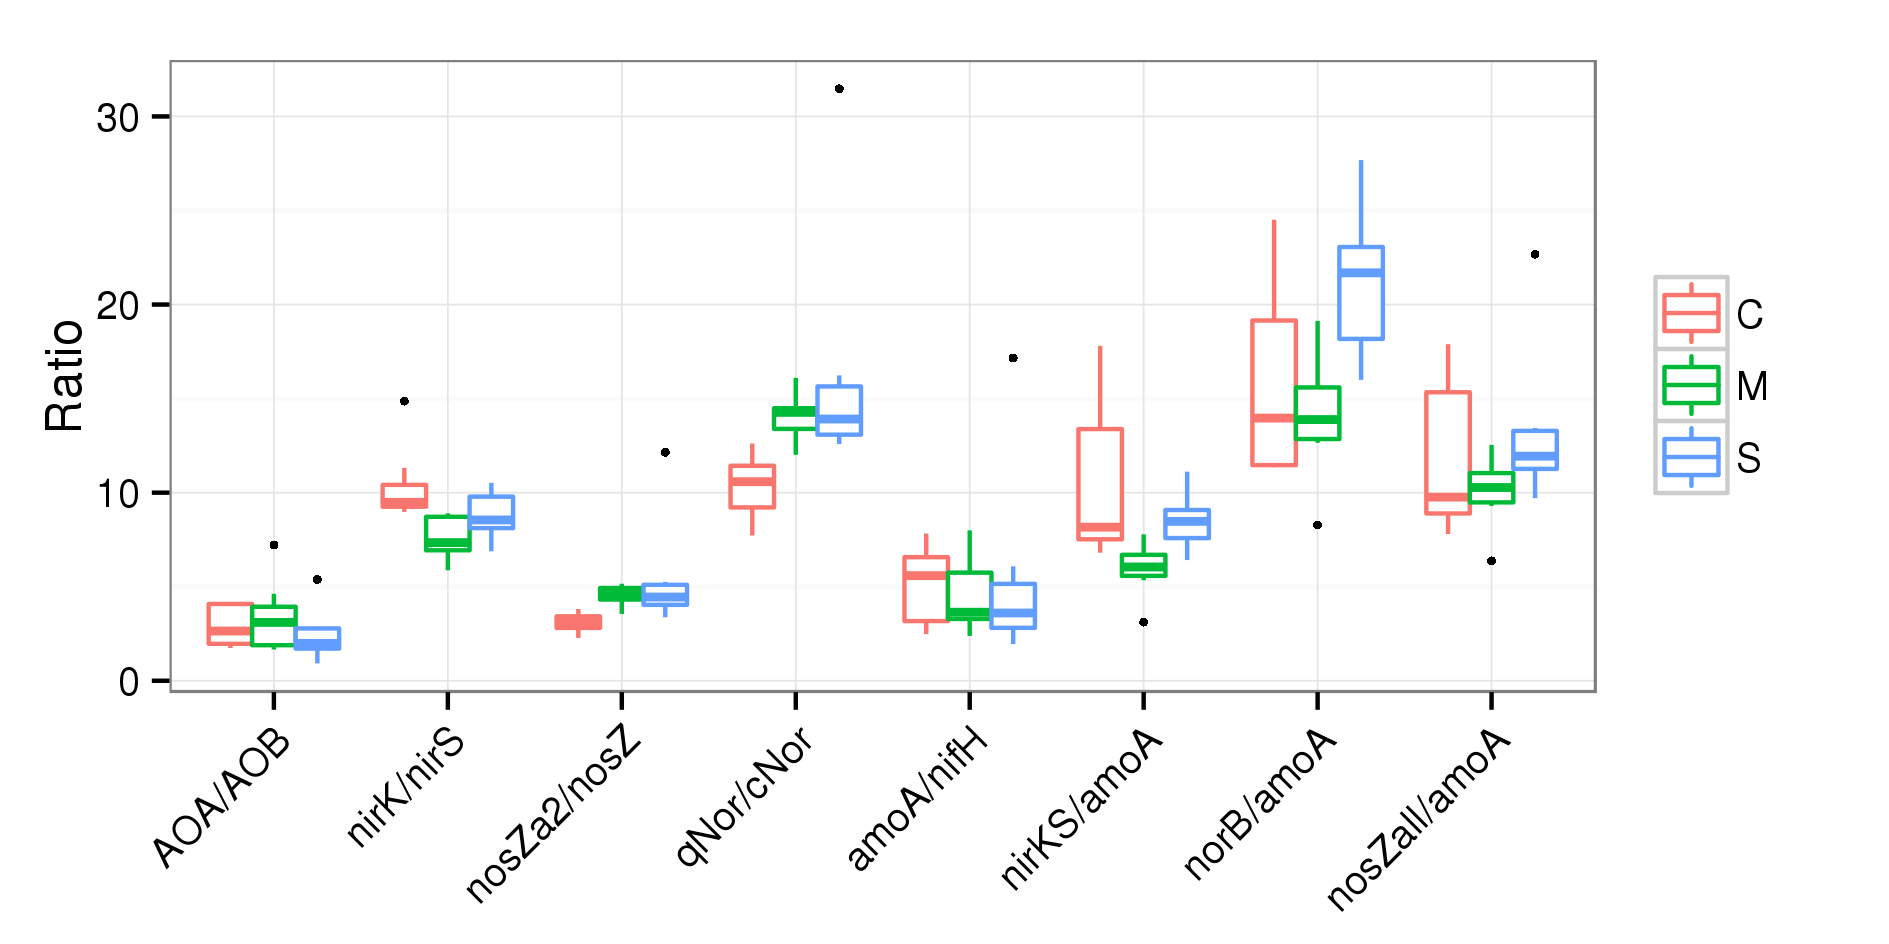 Ratio
30
20
10
0
AOA/AOB
nirK/nirS
nosZa2/nosZ
qNor/cNor
amoA/nifH
nirKS/amoA
norB/amoA
nosZall/amoA
C
M
S